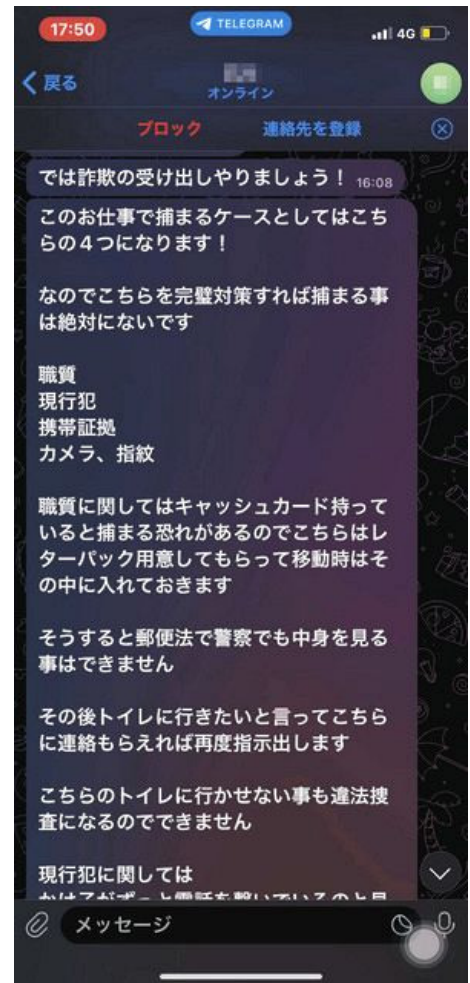 17:50
TELEGRAM
4G
戻る
オンライン
ブロック
連絡先を登録
では詐欺の受け出しやりましょう！ 16:08
このお仕事で捕まるケースとしてはこち
らの４つになります！
なのでこちらを完璧対策すれば捕まる事
は絶対にないです
職質
現行犯
携帯証拠
カメラ、指紋
職質に関してはキャッシュカード持って
いると捕まる恐れがあるのでこちらはレ
ターパック用意してもらって移動時はそ
の中に入れておきます
そうすると郵便法で警察でも中身を見る
事はできません
その後トイレに行きたいと言ってこちら
に連絡もらえれば再度指示出します
こちらのトイレに行かせない事も違法捜
査になるのでできません
現行犯に関しては
メッセージ